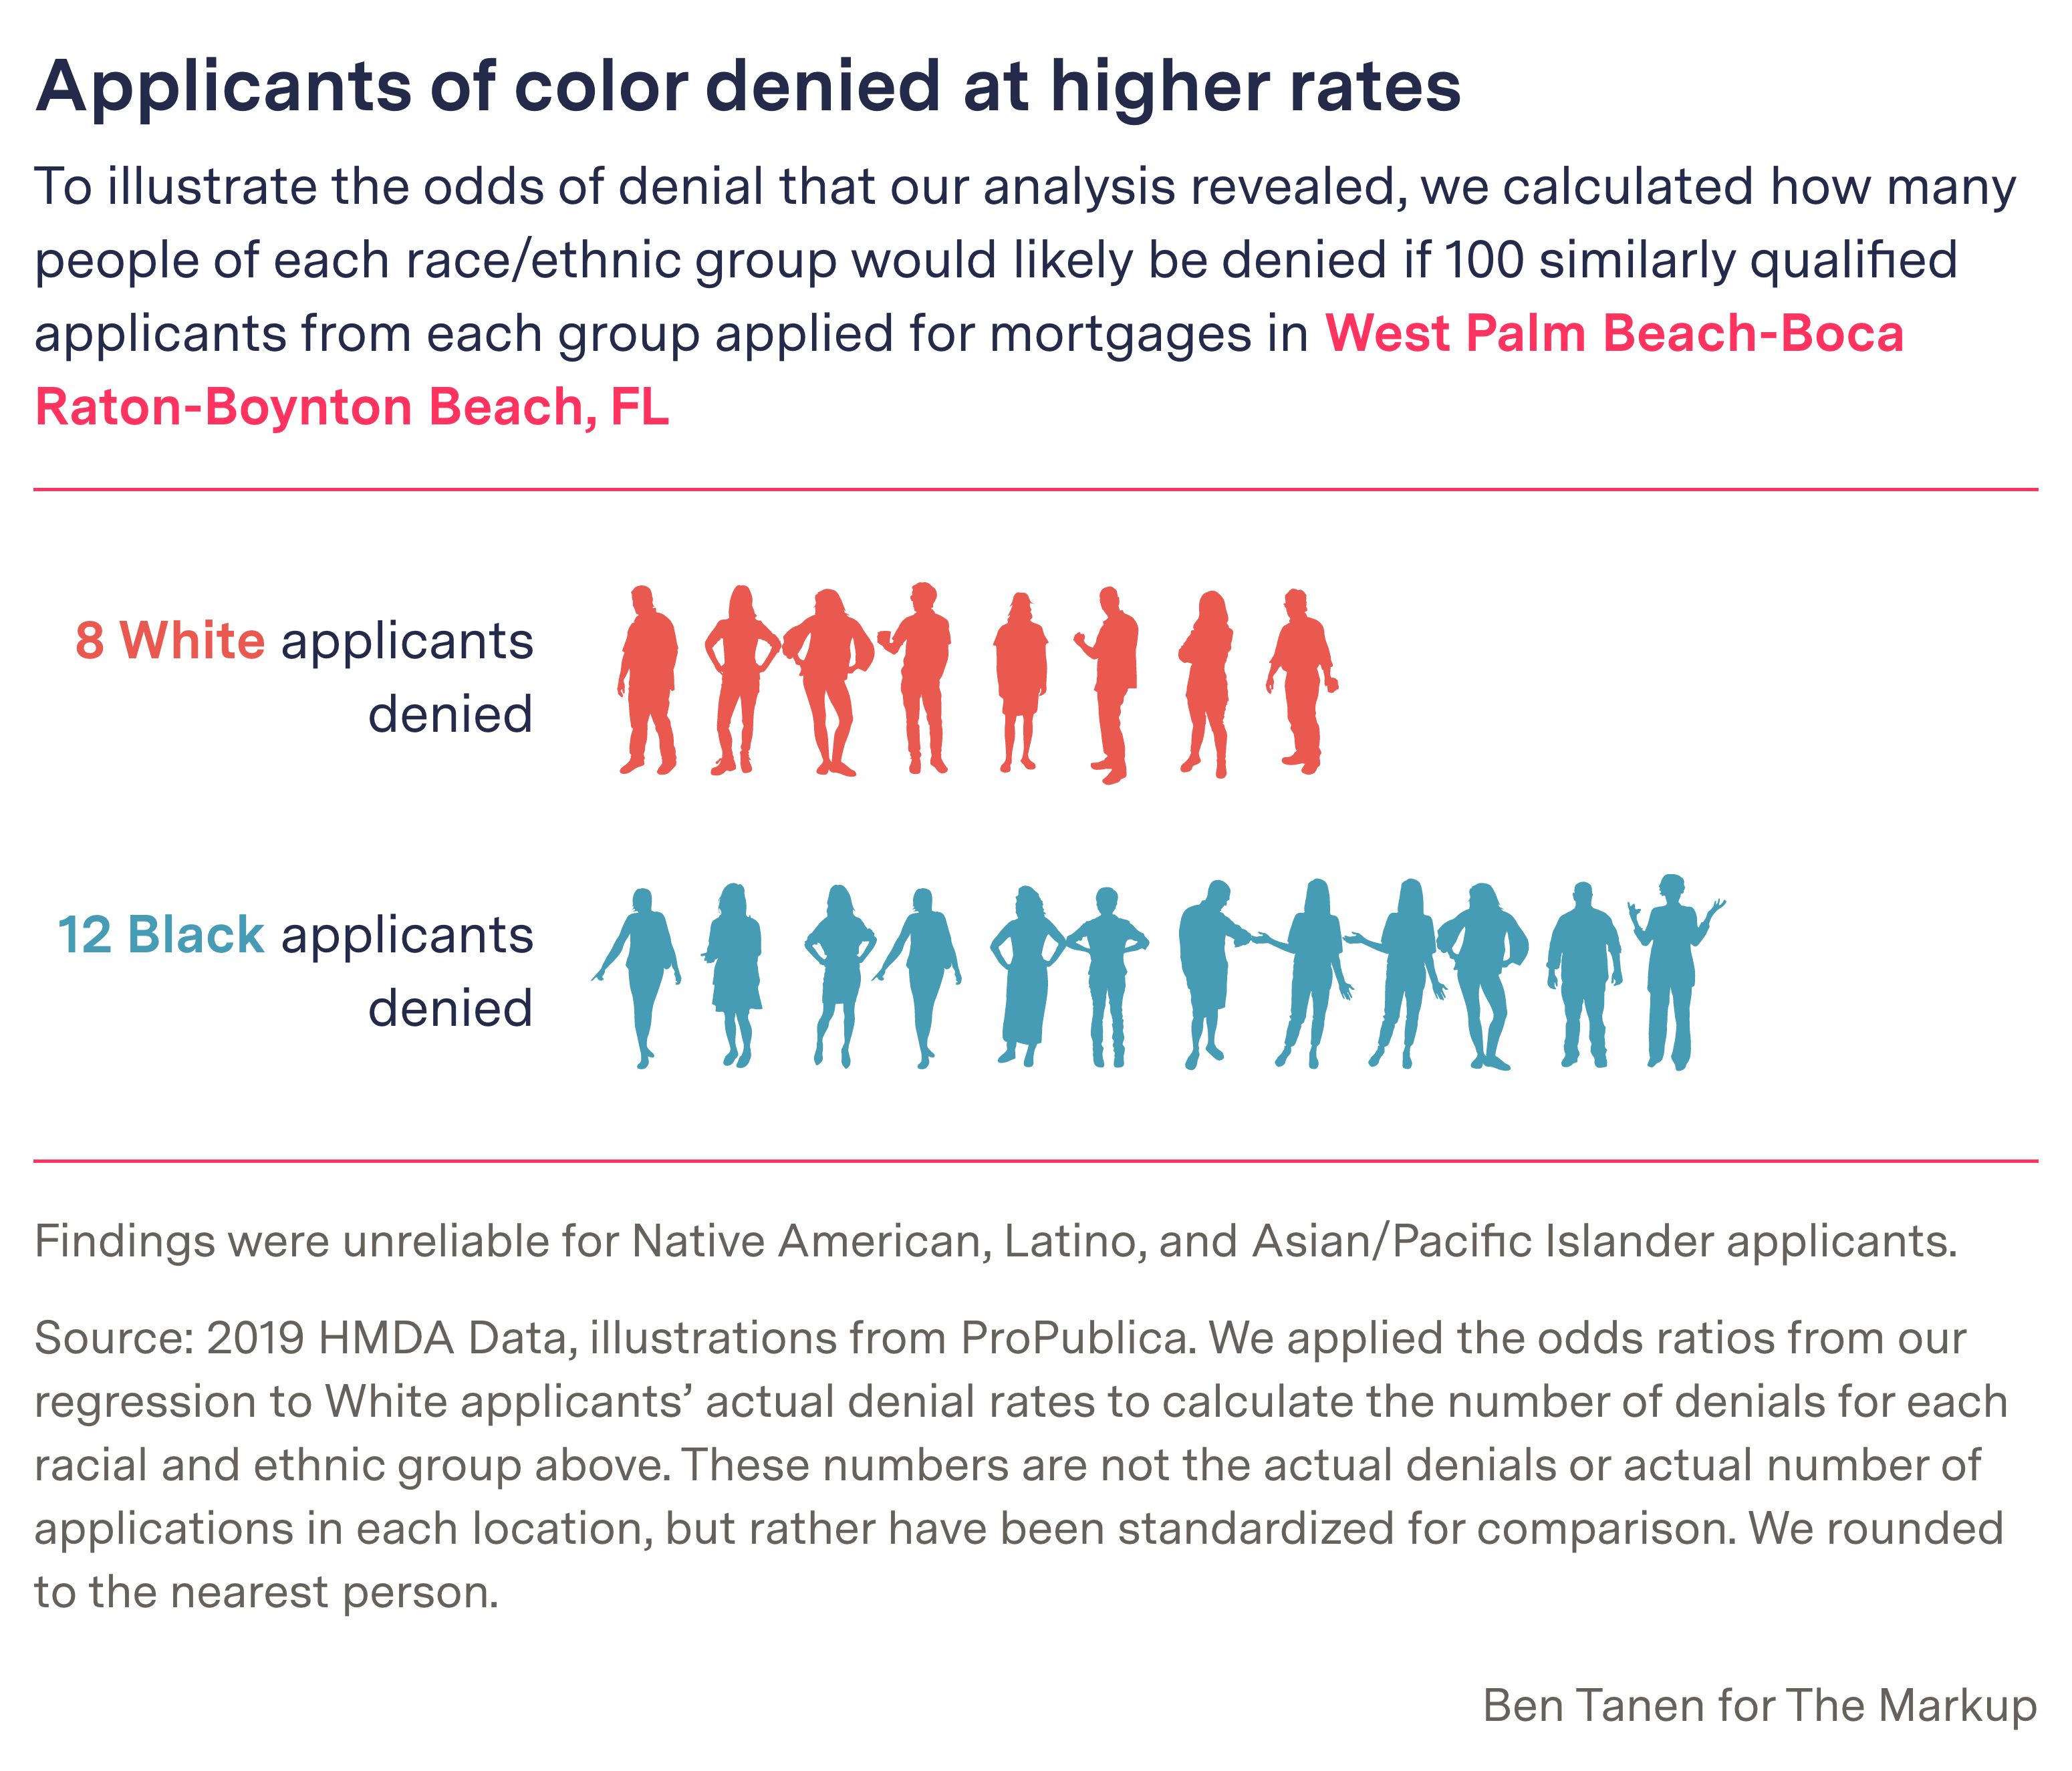 Applicants of color denied at higher rates
To illustrate the odds of denial that our analysis revealed, we calculated how many
people of each race/ethnic group would likely be denied if 100 similarly qualified
applicants from each group applied for mortgages in West Palm Beach-Boca
Raton-Boynton Beach, FL
8 White applicants
denied
12 Black applicants
denied
Findings were unreliable for Native American, Latino, and Asian/Pacific Islander applicants.
Source: 2019 HMDA Data, illustrations from ProPublica. We applied the odds ratios from our
regression to White applicants’ actual denial rates to calculate the number of denials for each
racial and ethnic group above. These numbers are not the actual denials or actual number of
applications in each location, but rather have been standardized for comparison. We rounded
to the nearest person.
Ben Tanen for The Markup